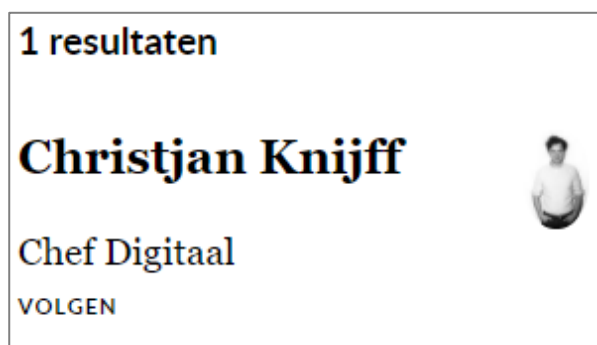 1 resultaten
Christjan Knijff
Chef Digitaal
VOLGEN